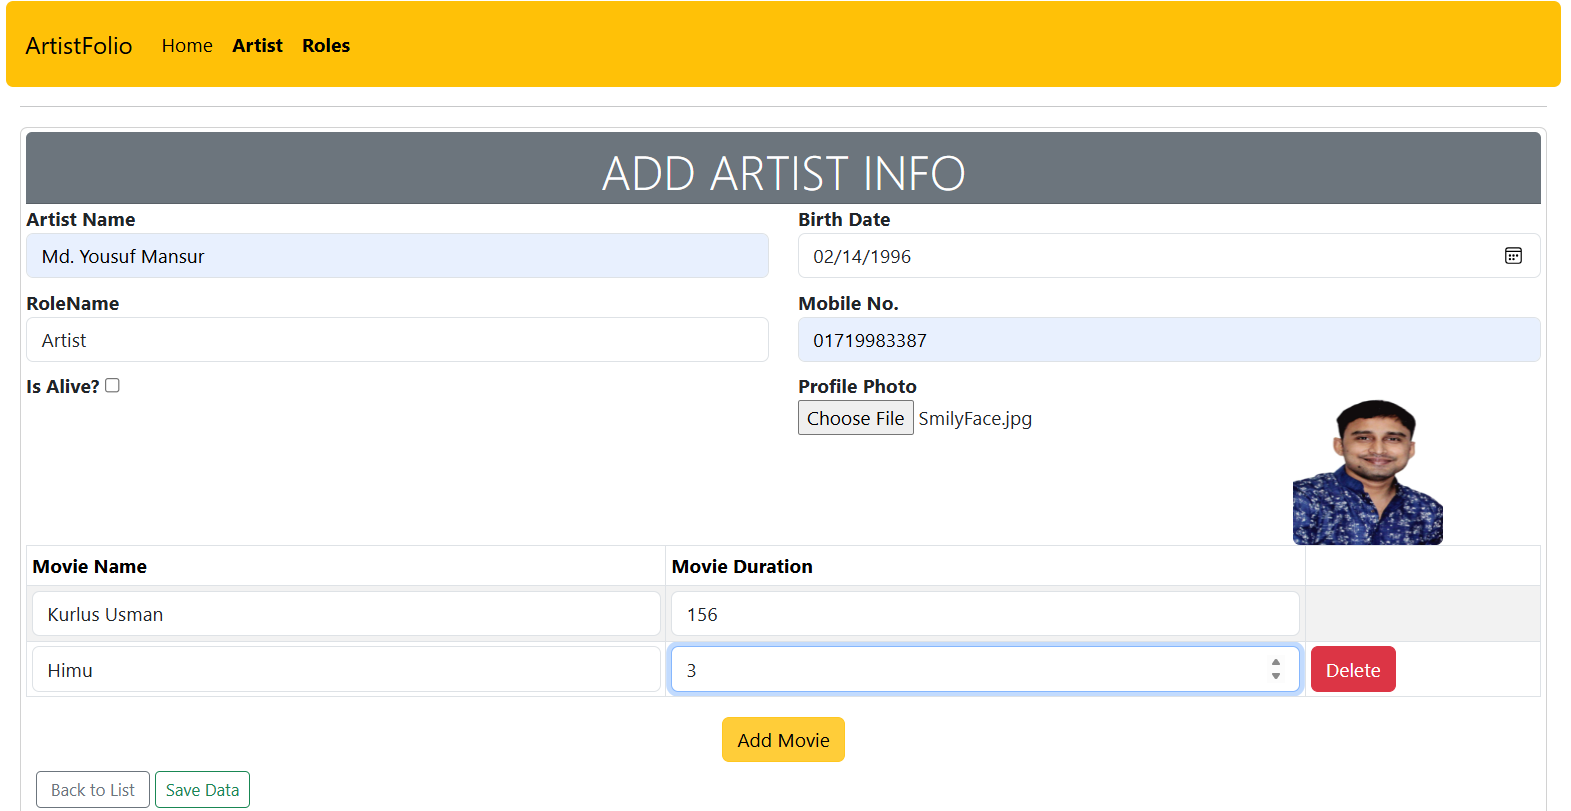 ArtistFolio Home Artist Roles
ADD ARTIST INFO
Artist Name Birth Date
Md. Yousuf Mansur 02/14/1996
RoleName Mobile No.
Artist 01719983387
Is Alive? Profile Photo
Choose File SmilyFace.jpg
Movie Name Movie Duration
Kurlus Usman 156
Himu 3 Delete
Add Movie
Back to List Save Data